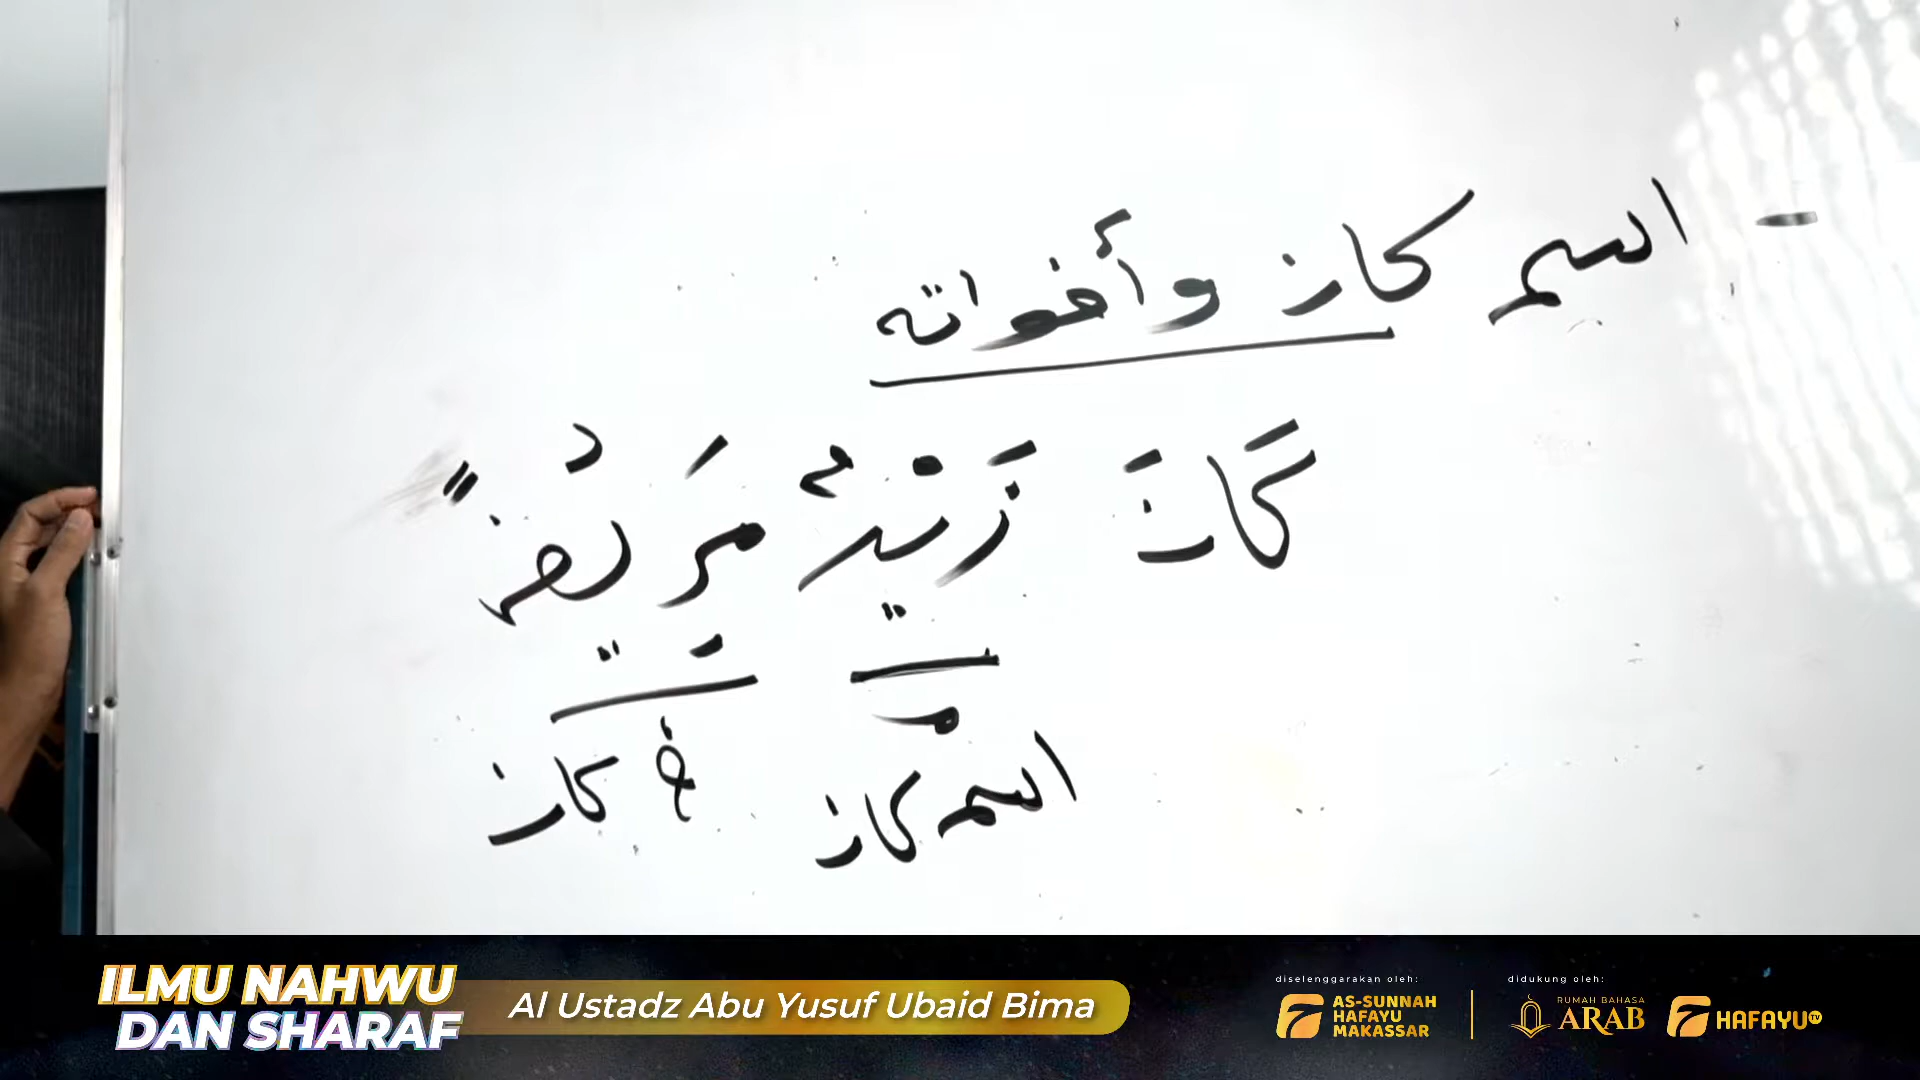 - اسم كان وأخواته
كَانَ زَيْدٌ مَرِيْضً
اسم كان
خ كان
ILMU NAHWU
DAN SHARAF
Al Ustadz Abu Yusuf Ubaid Bima
diselenggarakan oleh:
AS-SUNNAH
HAFAYU
MAKASSAR
didukung oleh:
RUMAH BAHASA
ARAB
HAFAYU TV